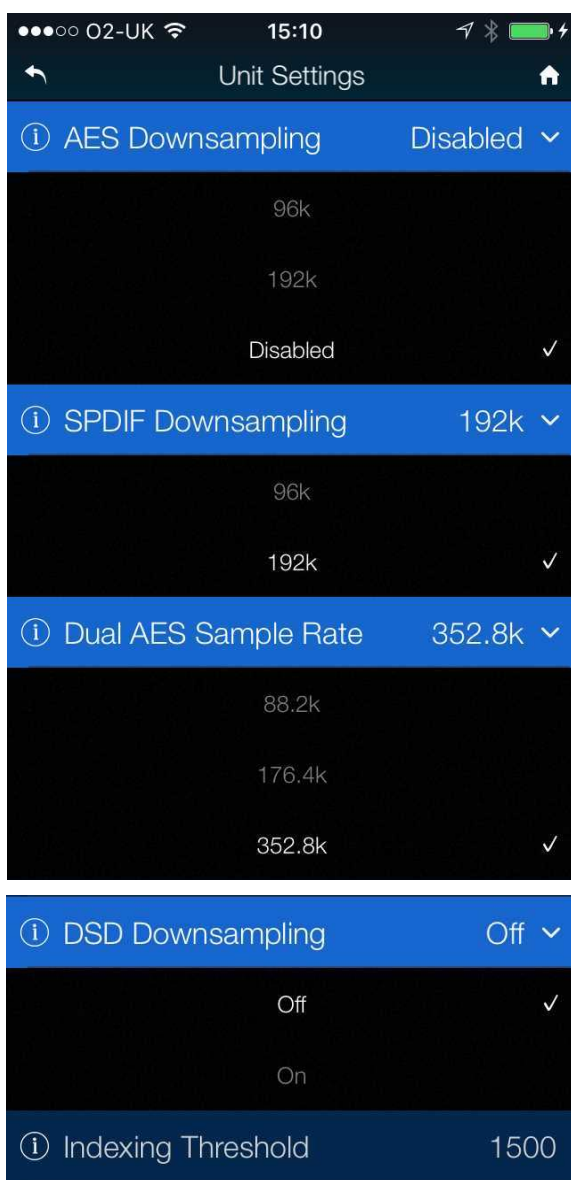 O2-UK 15:10
Unit Settings
AES Downsampling Disabled
96k
192k
Disabled
SPDIF Downsampling 192k
96k
192k
Dual AES Sample Rate 352.8k
88.2k
176.4k
352.8k
DSD Downsampling Off
Off
On
Indexing Threshold 1500